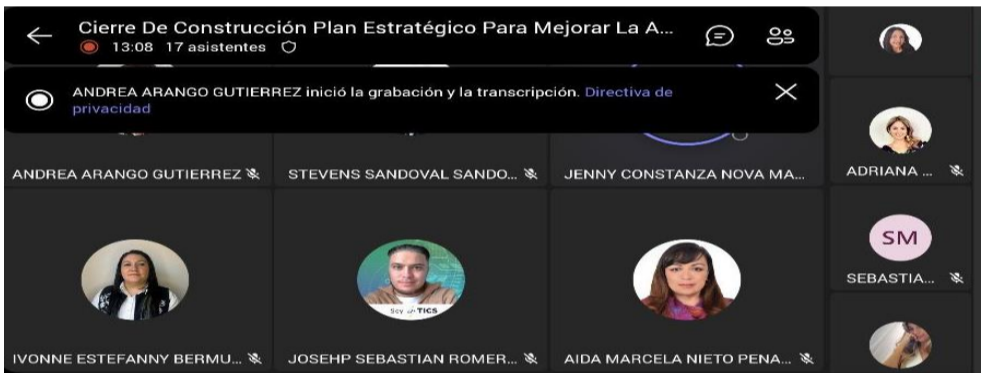 Cierre De Construcción Plan Estratégico Para Mejorar La A...
13:08 17 asistentes
ANDREA ARANGO GUTIERREZ inició la grabación y la transcripción. Directiva de
privacidad
ANDREA ARANGO GUTIERREZ
STEVENS SANDOVAL SANDO...
JENNY CONSTANZA NOVA MA...
ADRIANA ...
SM
SEBASTIA...
TICS
IVONNE ESTEFANNY BERMU...
JOSEHP SEBASTIAN ROMER...
AIDA MARCELA NIETO PENA...